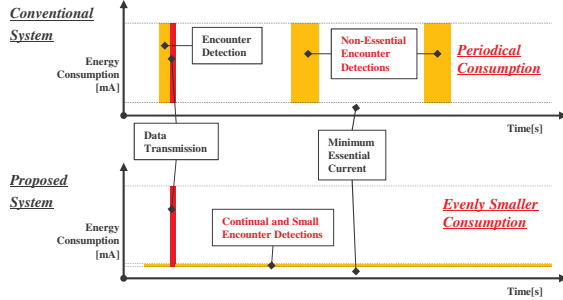 Conventional
System
Energy
Consumption
[mA]
Encounter
Detection
Non-Essential
Encounter
Detections
Periodical
Consumption
Time[s]
Data
Transmission
Minimum
Essential
Current
Proposed
System
Energy
Consumption
[mA]
Continual and Small
Encounter Detections
Evenly Smaller
Consumption
Time[s]